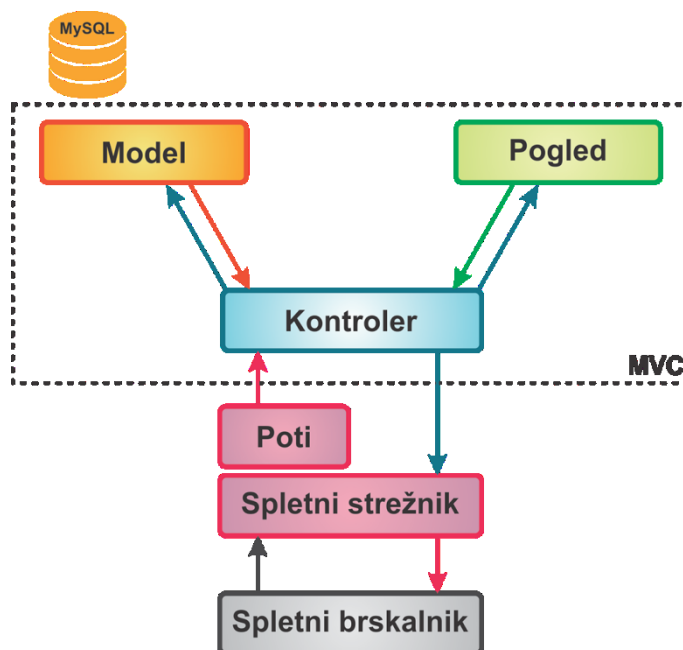 MySQL
Model
Pogled
Kontroler
MVC
Poti
Spletni strežnik
Spletni brskalnik